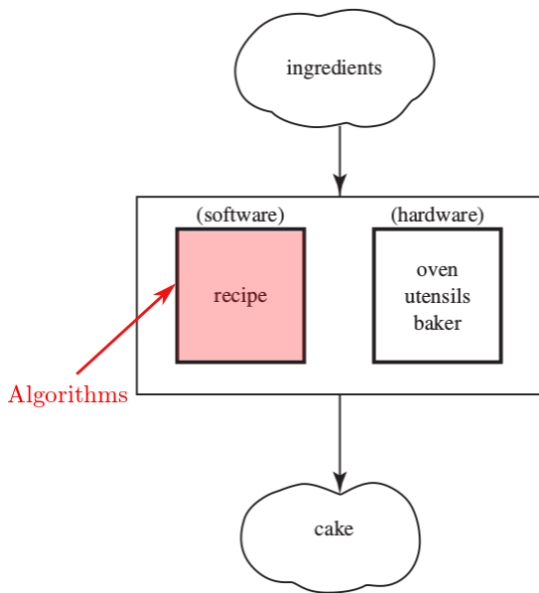 ingredients
(software)
(hardware)
recipe
oven
utensils
baker
Algorithms
cake